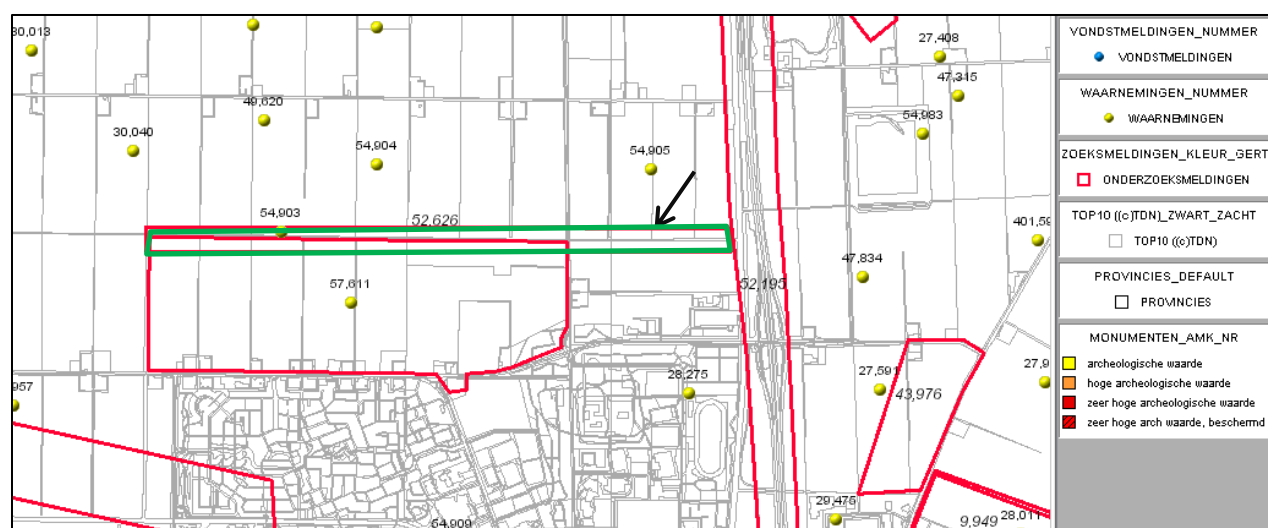 30,013
27,408
47,315
49,620
54,983
30,040
54,904
54,905
54,903
52,626
401,59
47,834
57,611
52,195
28,275
27,591
27,9
43,976
957
29,475
54,909
9,949
28,011
VONDSTMELDINGEN_NUMMER
VONDSTMELDINGEN
WAARNEMINGEN_NUMMER
WAARNEMINGEN
ZOEKSMELDINGEN_KLEUR_GERT
ONDERZOEKSMELDINGEN
TOP10 ((c)TDN)_ZWART_ZACHT
TOP10 ((c)TDN)
PROVINCIES_DEFAULT
PROVINCIES
MONUMENTEN_AMK_NR
archeologische waarde
hoge archeologische waarde
zeer hoge archeologische waarde
zeer hoge arch waarde, beschermd